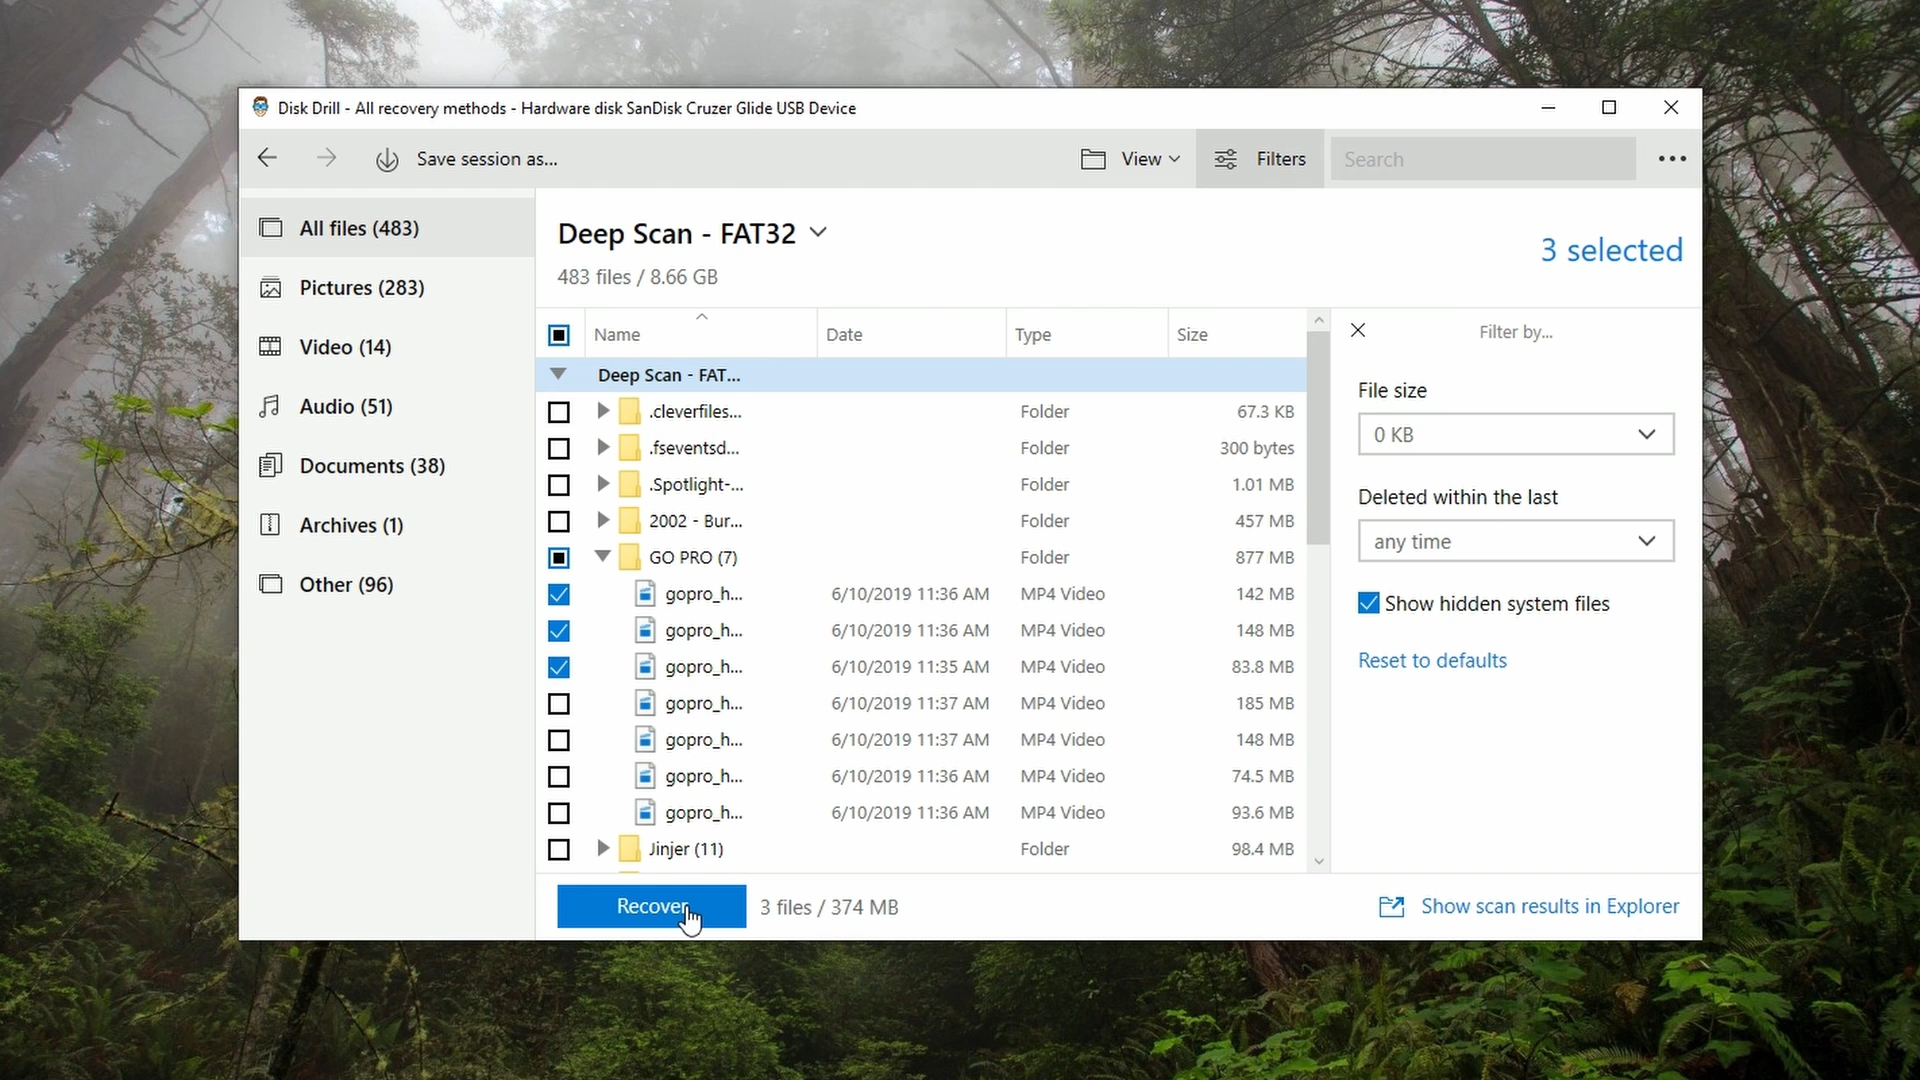 Disk Drill - All recovery methods - Hardware disk SanDisk Cruzer Glide USB Device
Save session as...
View
Filters
Search
All files (483)
Pictures (283)
Video (14)
Audio (51)
Documents (38)
Archives (1)
Other (96)
Deep Scan - FAT32
483 files / 8.66 GB
3 selected
Name Date Type Size
Deep Scan - FAT...
.cleverfiles... Folder 67.3 KB
.fseventsd... Folder 300 bytes
.Spotlight-... Folder 1.01 MB
2002 - Bur... Folder 457 MB
GO PRO (7) Folder 877 MB
gopro_h... 6/10/2019 11:36 AM MP4 Video 142 MB
gopro_h... 6/10/2019 11:36 AM MP4 Video 148 MB
gopro_h... 6/10/2019 11:35 AM MP4 Video 83.8 MB
gopro_h... 6/10/2019 11:37 AM MP4 Video 185 MB
gopro_h... 6/10/2019 11:37 AM MP4 Video 148 MB
gopro_h... 6/10/2019 11:36 AM MP4 Video 74.5 MB
gopro_h... 6/10/2019 11:36 AM MP4 Video 93.6 MB
Jinjer (11) Folder 98.4 MB
Filter by...
File size
0 KB
Deleted within the last
any time
Show hidden system files
Reset to defaults
Recover
3 files / 374 MB
Show scan results in Explorer